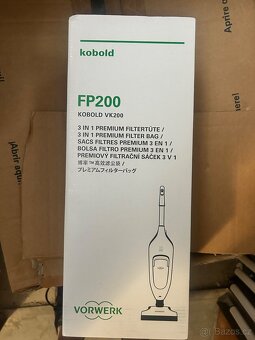 kobold
FP200
KOBOLD VK200
3 IN 1 PREMIUM FILTERTÜTE /
3 IN 1 PREMIUM FILTER BAG /
SACS FILTRES PREMIUM 3 EN 1 /
BOLSA FILTRO PREMIUM 3 EN 1 /
PREMIOVÝ FILTRAČNÍ SÁČEK 3 V 1
プレミアムフィルターバッグ
VORWERK